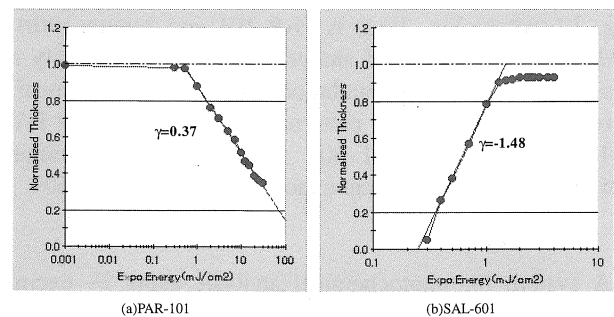 1.2
1.0
0.8
0.6
0.4
0.2
0.0
Normalized Thickness
γ=0.37
0.001 0.01 0.1 1 10 100
Expo.Energy(mJ/cm2)
(a)PAR-101
1.2
1.0
0.8
0.6
0.4
0.2
0.0
Normalized Thickness
γ=-1.48
0.1 1 10
Expo.Energy(mJ/cm2)
(b)SAL-601